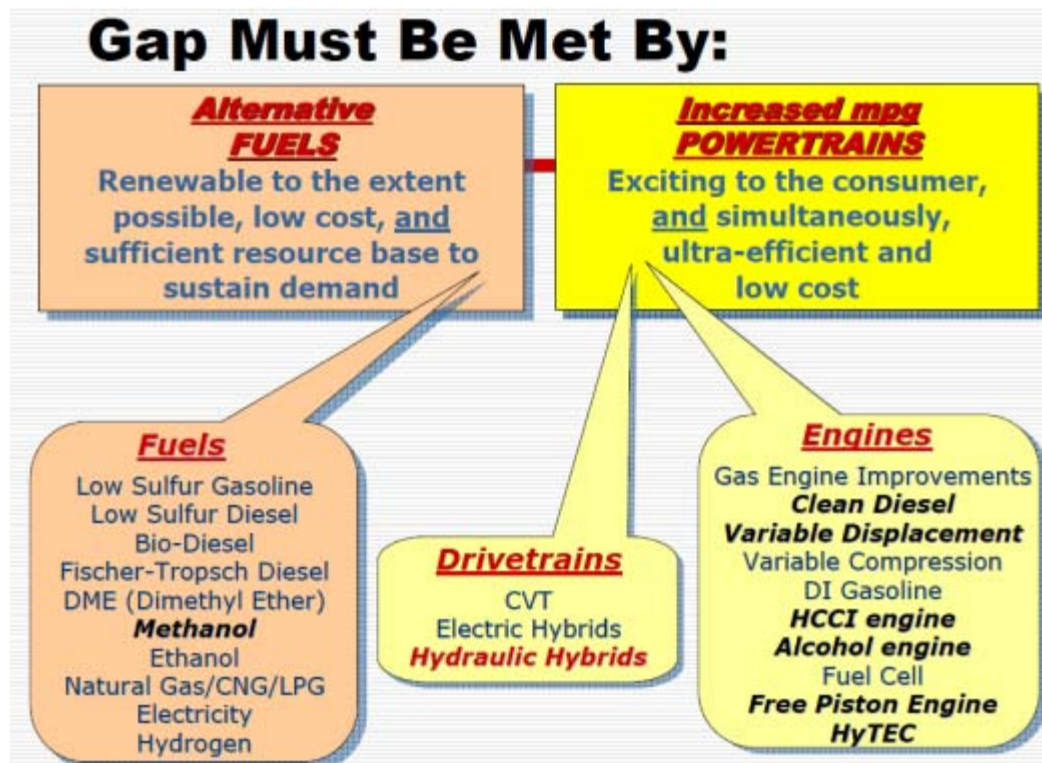 Gap Must Be Met By:
Alternative
FUELS
Renewable to the extent
possible, low cost, and
sufficient resource base to
sustain demand
Increased mpg
POWERTRAINS
Exciting to the consumer,
and simultaneously,
ultra-efficient and
low cost
Fuels
Low Sulfur Gasoline
Low Sulfur Diesel
Bio-Diesel
Fischer-Tropsch Diesel
DME (Dimethyl Ether)
Methanol
Ethanol
Natural Gas/CNG/LPG
Electricity
Hydrogen
Drivetrains
CVT
Electric Hybrids
Hydraulic Hybrids
Engines
Gas Engine Improvements
Clean Diesel
Variable Displacement
Variable Compression
DI Gasoline
HCCI engine
Alcohol engine
Fuel Cell
Free Piston Engine
HyTEC